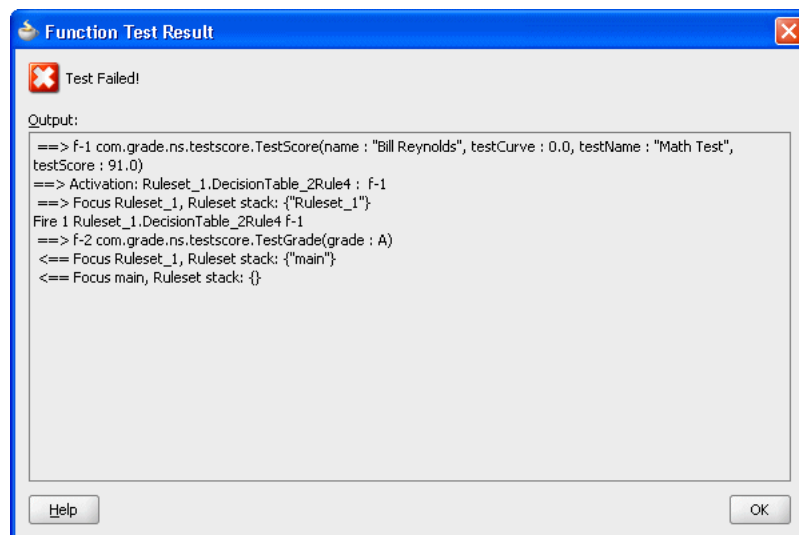 Function Test Result
Test Failed!
Output:
==> f-1 com.grade.ns.testscore.TestScore(name : "Bill Reynolds", testCurve : 0.0, testName : "Math Test",
testScore : 91.0)
==> Activation: Ruleset_1.DecisionTable_2Rule4 : f-1
==> Focus Ruleset_1, Ruleset stack: {"Ruleset_1"}
Fire 1 Ruleset_1.DecisionTable_2Rule4 f-1
==> f-2 com.grade.ns.testscore.TestGrade(grade : A)
<== Focus Ruleset_1, Ruleset stack: {"main"}
<== Focus main, Ruleset stack: {}
Help
OK